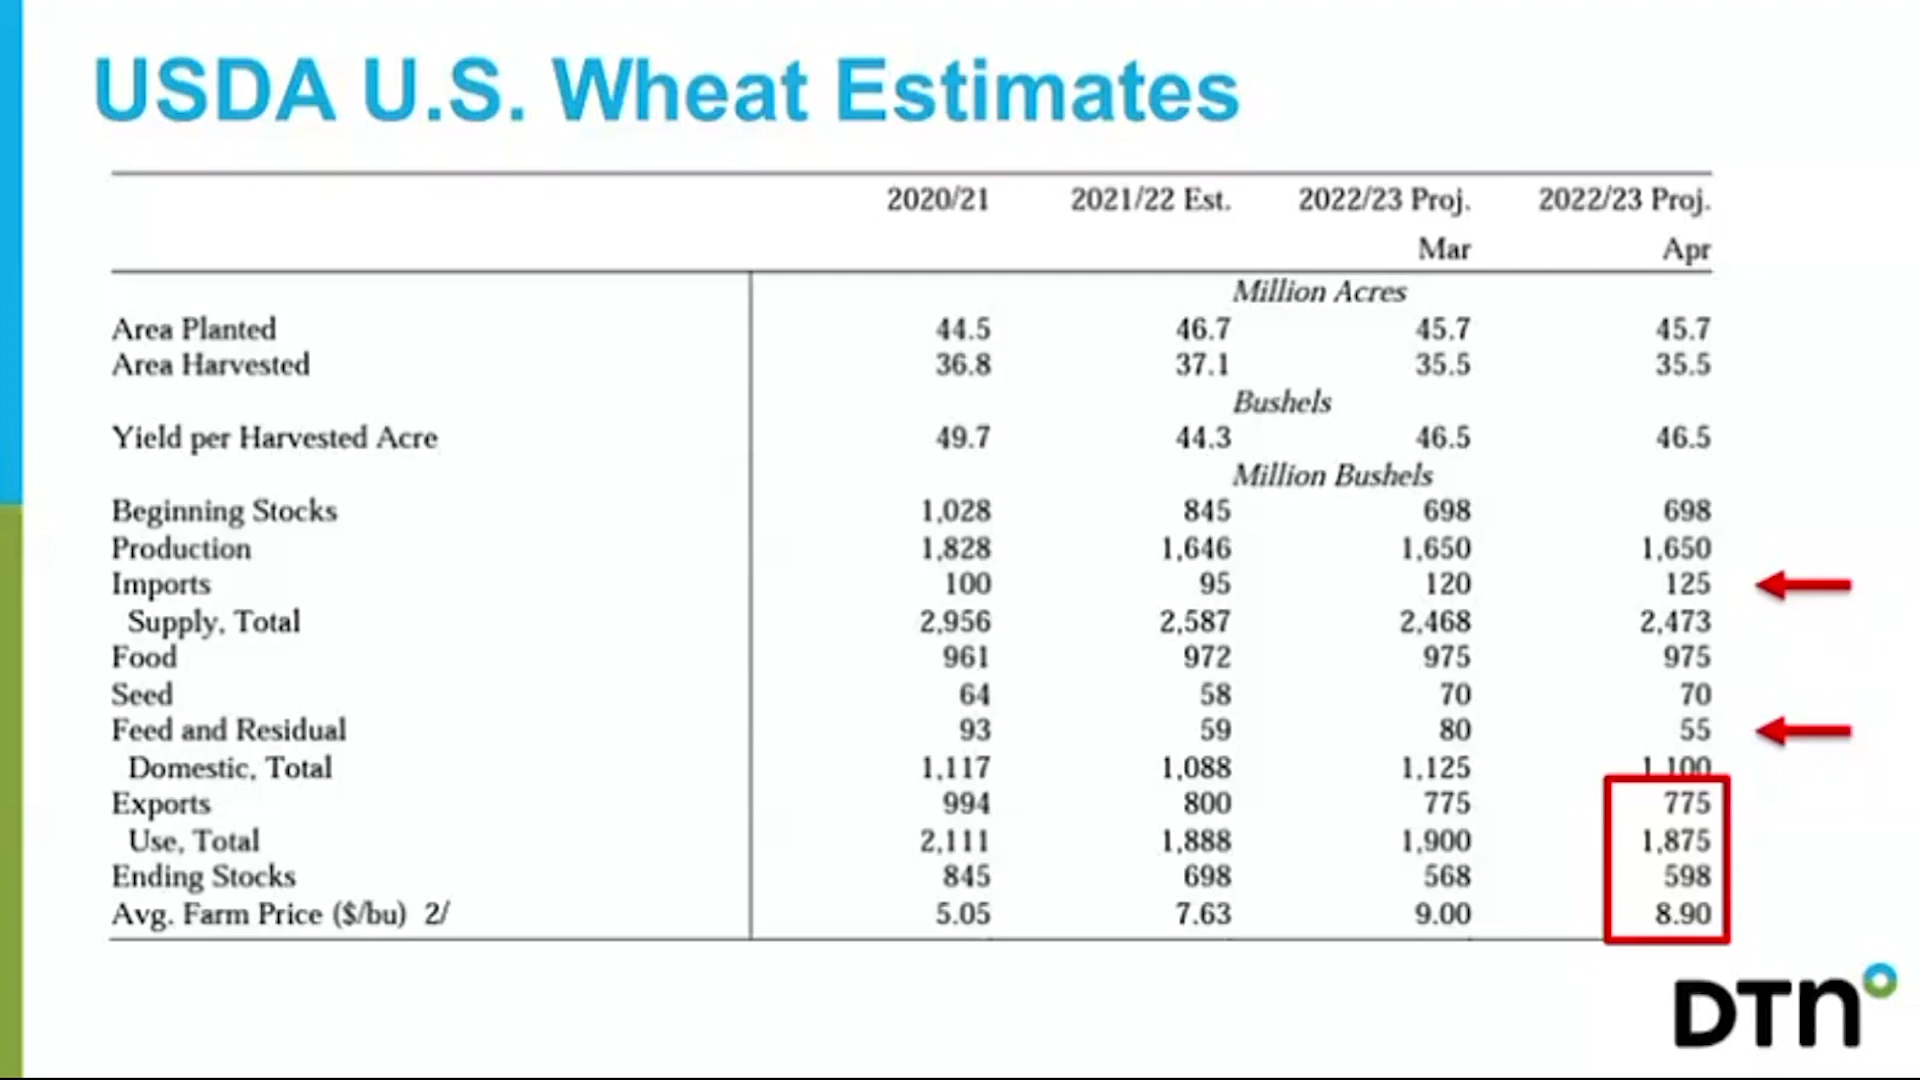 USDA U.S. Wheat Estimates
2020/21 2021/22 Est. 2022/23 Proj. 2022/23 Proj.
Mar Apr
Million Acres
Area Planted 44.5 46.7 45.7 45.7
Area Harvested 36.8 37.1 35.5 35.5
Bushels
Yield per Harvested Acre 49.7 44.3 46.5 46.5
Million Bushels
Beginning Stocks 1,028 845 698 698
Production 1,828 1,646 1,650 1,650
Imports 100 95 120 125
Supply, Total 2,956 2,587 2,468 2,473
Food 961 972 975 975
Seed 64 58 70 70
Feed and Residual 93 59 80 55
Domestic, Total 1,117 1,088 1,125 1,100
Exports 994 800 775 775
Use, Total 2,111 1,888 1,900 1,875
Ending Stocks 845 698 568 598
Avg. Farm Price ($/bu) 2/ 5.05 7.63 9.00 8.90
DTN